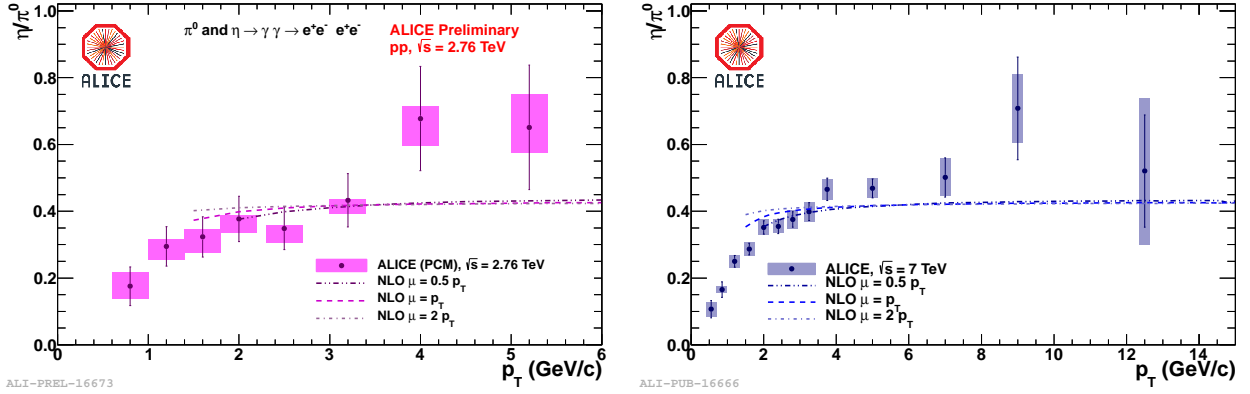 η/π⁰
1.0
0.8
0.6
0.4
0.2
0.0
ALICE
π⁰ and η → γ γ → e⁺e⁻ e⁺e⁻
ALICE Preliminary
pp, √s = 2.76 TeV
ALICE (PCM), √s = 2.76 TeV
NLO μ = 0.5 p_T
NLO μ = p_T
NLO μ = 2 p_T
0 1 2 3 4 5 6
p_T (GeV/c)
ALI-PREL-16673
η/π⁰
1.0
0.8
0.6
0.4
0.2
0.0
ALICE
ALICE, √s = 7 TeV
NLO μ = 0.5 p_T
NLO μ = p_T
NLO μ = 2 p_T
0 2 4 6 8 10 12 14
p_T (GeV/c)
ALI-PUB-16666